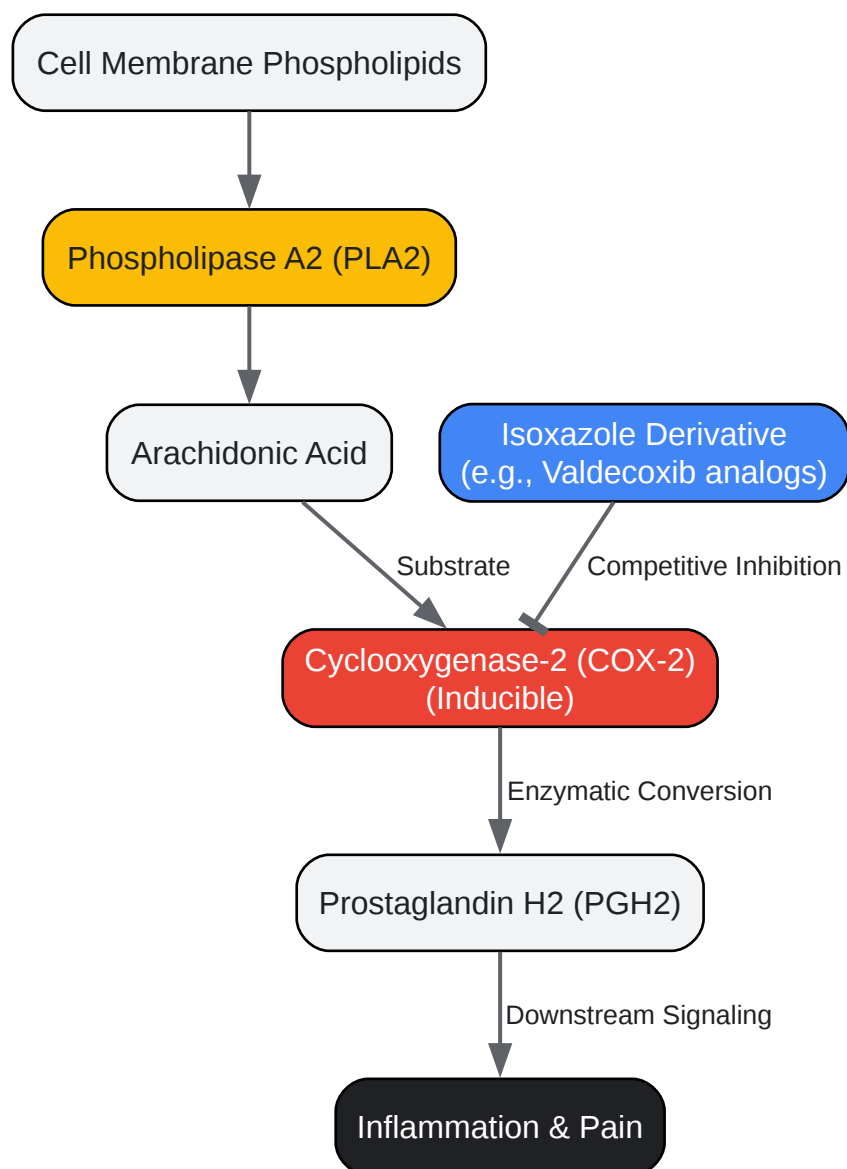 Cell Membrane Phospholipids
Phospholipase A2 (PLA2)
Arachidonic Acid
Isoxazole Derivative
(e.g., Valdecoxib analogs)
Substrate
Competitive Inhibition
Cyclooxygenase-2 (COX-2)
(Inducible)
Enzymatic Conversion
Prostaglandin H2 (PGH2)
Downstream Signaling
Inflammation & Pain